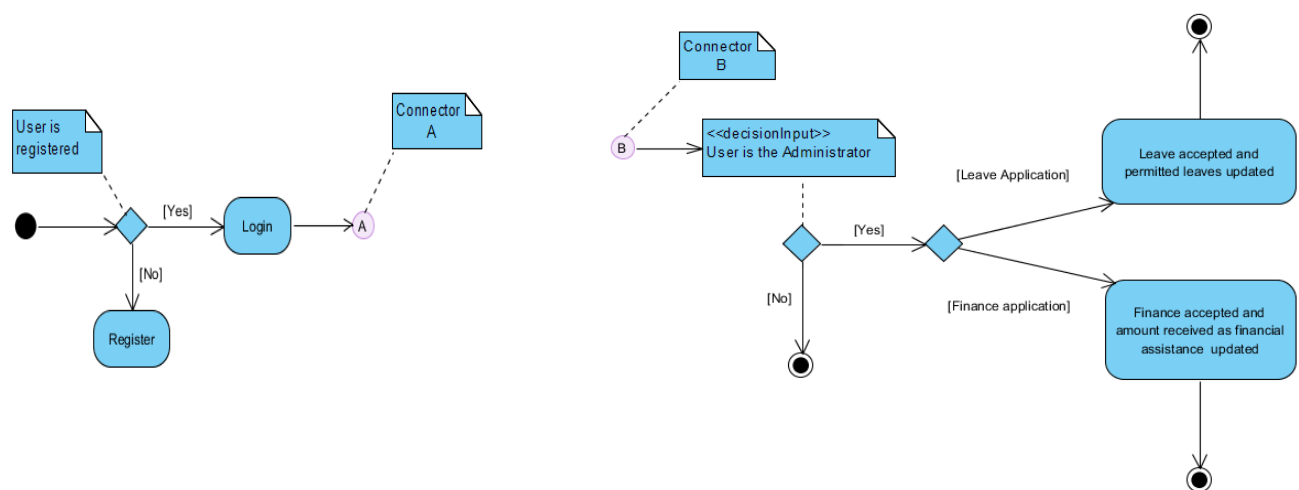 User is
registered
[Yes]
Login
[No]
Register
Connector
A
A
Connector
B
B
<<decisionInput>>
User is the Administrator
[Yes]
[No]
[Leave Application]
Leave accepted and
permitted leaves updated
[Finance application]
Finance accepted and
amount received as financial
assistance updated